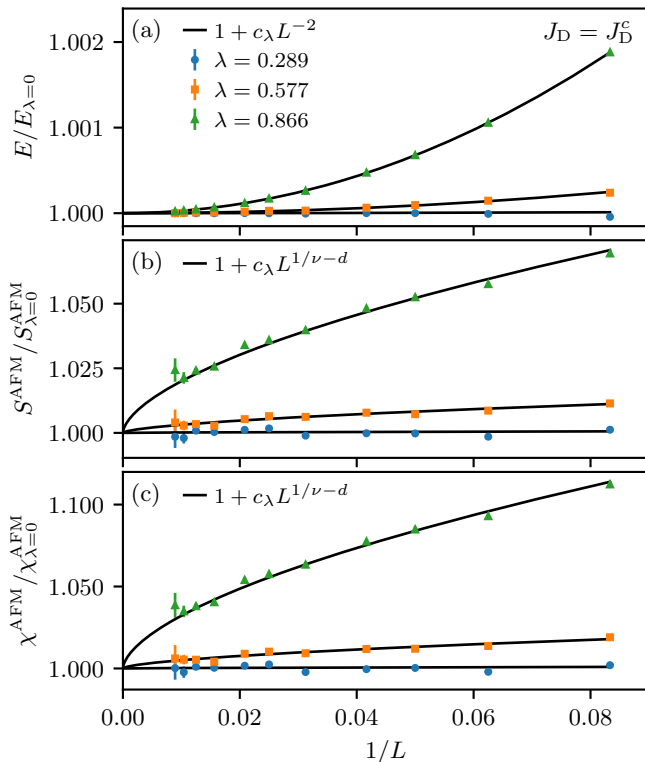 (a)
1 + c_λ L^{−2}
J_D = J_D^c
λ = 0.289
λ = 0.577
λ = 0.866
E/E_{λ=0}
1.002
1.001
1.000
(b)
1 + c_λ L^{1/ν−d}
S^{AFM}/S^{AFM}_{λ=0}
1.050
1.025
1.000
(c)
1 + c_λ L^{1/ν−d}
χ^{AFM}/χ^{AFM}_{λ=0}
1.100
1.050
1.000
0.00 0.02 0.04 0.06 0.08
1/L